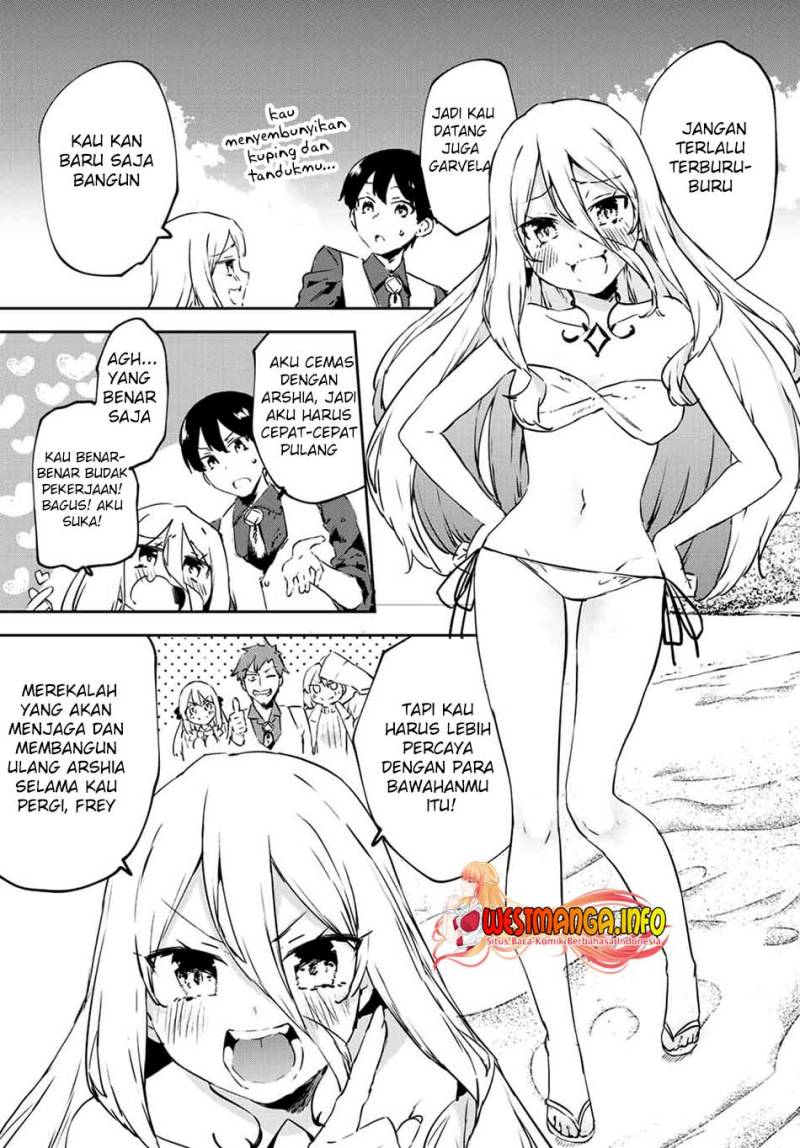 JANGAN
TERLALU
TERBURU-
BURU
JADI KAU
DATANG
JUGA
GARVELA
kau
menyembunyikan
kuping dan
tandukmu...
KAU KAN
BARU SAJA
BANGUN
AKU CEMAS
DENGAN
ARSHIA, JADI
AKU HARUS
CEPAT-CEPAT
PULANG
AGH...
YANG
BENAR
SAJA
KAU BENAR-
BENAR BUDAK
PEKERJAAN!
BAGUS! AKU
SUKA!
TAPI KAU
HARUS LEBIH
PERCAYA
DENGAN PARA
BAWAHANMU
ITU!
MEREKALAH
YANG AKAN
MENJAGA DAN
MEMBANGUN
ULANG ARSHIA
SELAMA KAU
PERGI, FREY
WESTMANGA.INFO
Situs Baca Komik Berbahasa Indonesia